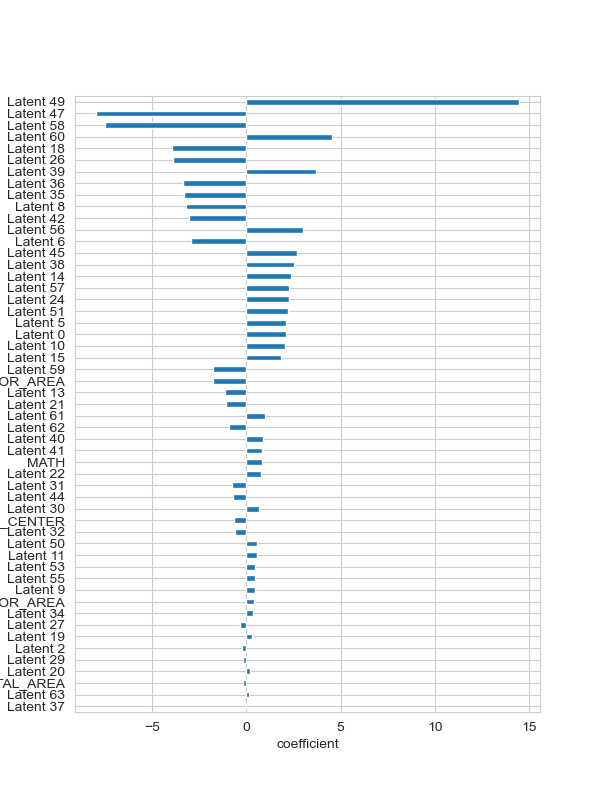 Latent 49
Latent 47
Latent 58
Latent 60
Latent 18
Latent 26
Latent 39
Latent 36
Latent 35
Latent 8
Latent 42
Latent 56
Latent 6
Latent 45
Latent 38
Latent 14
Latent 57
Latent 24
Latent 51
Latent 5
Latent 0
Latent 10
Latent 15
Latent 59
OR_AREA
Latent 13
Latent 21
Latent 61
Latent 62
Latent 40
Latent 41
MATH
Latent 22
Latent 31
Latent 44
Latent 30
_CENTER
Latent 32
Latent 50
Latent 11
Latent 53
Latent 55
Latent 9
OR_AREA
Latent 34
Latent 27
Latent 19
Latent 2
Latent 29
Latent 20
TAL_AREA
Latent 63
Latent 37
−5 0 5 10 15
coefficient